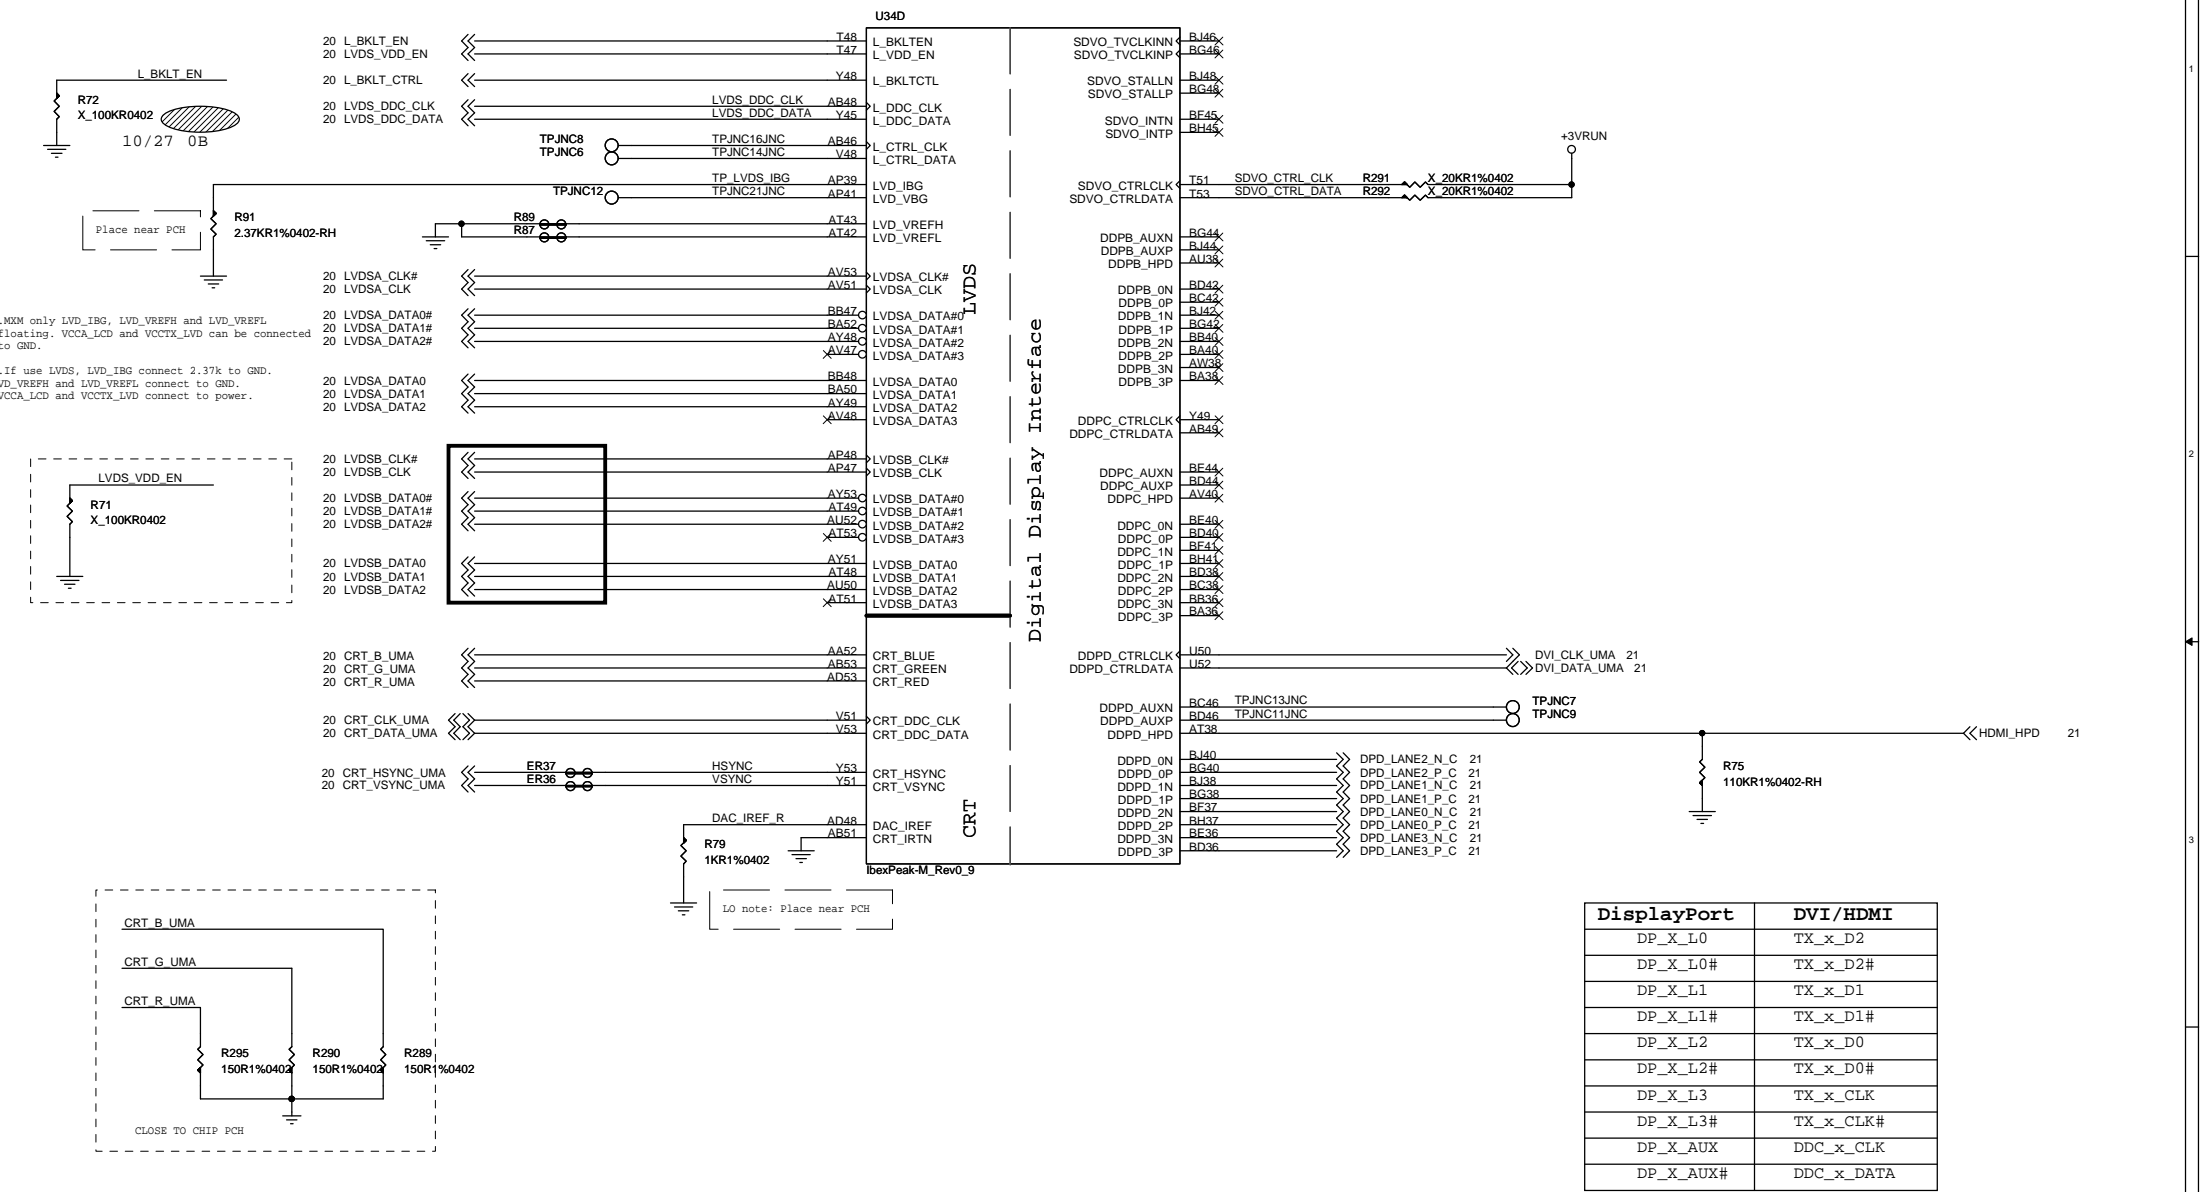 U34D
20 L_BKLT_EN T48 L_BKLTEN
20 LVDS_VDD_EN T47 L_VDD_EN
20 L_BKLT_CTRL Y48 L_BKLTCTL
20 LVDS_DDC_CLK LVDS_DDC_CLK AB48 L_DDC_CLK
20 LVDS_DDC_DATA LVDS_DDC_DATA Y45 L_DDC_DATA
TPJNC8 TPJNC16JNC AB46 L_CTRL_CLK
TPJNC6 TPJNC14JNC V48 L_CTRL_DATA
TP_LVDS_IBG AP39 LVD_IBG
TPJNC12 TPJNC21JNC AP41 LVD_VBG
R89 AT43 LVD_VREFH
R87 AT42 LVD_VREFL
L_BKLT_EN
R72
X_100KR0402
10/27 0B
Place near PCH
R91
2.37KR1%0402-RH
20 LVDSA_CLK# AV53 LVDSA_CLK#
20 LVDSA_CLK AV51 LVDSA_CLK
20 LVDSA_DATA0# BB47 LVDSA_DATA#0
20 LVDSA_DATA1# BA52 LVDSA_DATA#1
20 LVDSA_DATA2# AY48 LVDSA_DATA#2
AV47 LVDSA_DATA#3
20 LVDSA_DATA0 BB48 LVDSA_DATA0
20 LVDSA_DATA1 BA50 LVDSA_DATA1
20 LVDSA_DATA2 AY49 LVDSA_DATA2
AV48 LVDSA_DATA3
.MXM only LVD_IBG, LVD_VREFH and LVD_VREFL
floating. VCCA_LCD and VCCTX_LVD can be connected
to GND.
.If use LVDS, LVD_IBG connect 2.37k to GND.
VD_VREFH and LVD_VREFL connect to GND.
VCCA_LCD and VCCTX_LVD connect to power.
LVDS_VDD_EN
R71
X_100KR0402
20 LVDSB_CLK# AP48 LVDSB_CLK#
20 LVDSB_CLK AP47 LVDSB_CLK
20 LVDSB_DATA0# AY53 LVDSB_DATA#0
20 LVDSB_DATA1# AT49 LVDSB_DATA#1
20 LVDSB_DATA2# AU52 LVDSB_DATA#2
AT53 LVDSB_DATA#3
20 LVDSB_DATA0 AY51 LVDSB_DATA0
20 LVDSB_DATA1 AT48 LVDSB_DATA1
20 LVDSB_DATA2 AU50 LVDSB_DATA2
AT51 LVDSB_DATA3
20 CRT_B_UMA AA52 CRT_BLUE
20 CRT_G_UMA AB53 CRT_GREEN
20 CRT_R_UMA AD53 CRT_RED
20 CRT_CLK_UMA V51 CRT_DDC_CLK
20 CRT_DATA_UMA V53 CRT_DDC_DATA
20 CRT_HSYNC_UMA ER37 HSYNC Y53 CRT_HSYNC
20 CRT_VSYNC_UMA ER36 VSYNC Y51 CRT_VSYNC
DAC_IREF_R AD48 DAC_IREF
AB51 CRT_IRTN
R79
1KR1%0402
LO note: Place near PCH
IbexPeak-M_Rev0_9
LVDS
CRT
Digital Display Interface
SDVO_TVCLKINN BJ46
SDVO_TVCLKINP BG46
SDVO_STALLN BJ48
SDVO_STALLP BG48
SDVO_INTN BF45
SDVO_INTP BH45
+3VRUN
SDVO_CTRLCLK T51 SDVO_CTRL_CLK R291 X_20KR1%0402
SDVO_CTRLDATA T53 SDVO_CTRL_DATA R292 X_20KR1%0402
DDPB_AUXN BG44
DDPB_AUXP BJ44
DDPB_HPD AU38
DDPB_0N BD42
DDPB_0P BC42
DDPB_1N BJ42
DDPB_1P BG42
DDPB_2N BB40
DDPB_2P BA40
DDPB_3N AW38
DDPB_3P BA38
DDPC_CTRLCLK Y49
DDPC_CTRLDATA AB49
DDPC_AUXN BE44
DDPC_AUXP BD44
DDPC_HPD AV40
DDPC_0N BE40
DDPC_0P BD40
DDPC_1N BF41
DDPC_1P BH41
DDPC_2N BD38
DDPC_2P BC38
DDPC_3N BB36
DDPC_3P BA36
DDPD_CTRLCLK U50 DVI_CLK_UMA 21
DDPD_CTRLDATA U52 DVI_DATA_UMA 21
DDPD_AUXN BC46 TPJNC13JNC TPJNC7
DDPD_AUXP BD46 TPJNC11JNC TPJNC9
DDPD_HPD AT38 HDMI_HPD 21
R75
110KR1%0402-RH
DDPD_0N BJ40 DPD_LANE2_N_C 21
DDPD_0P BG40 DPD_LANE2_P_C 21
DDPD_1N BJ38 DPD_LANE1_N_C 21
DDPD_1P BG38 DPD_LANE1_P_C 21
DDPD_2N BF37 DPD_LANE0_N_C 21
DDPD_2P BH37 DPD_LANE0_P_C 21
DDPD_3N BE36 DPD_LANE3_N_C 21
DDPD_3P BD36 DPD_LANE3_P_C 21
CRT_B_UMA
CRT_G_UMA
CRT_R_UMA
R295 R290 R289
150R1%0402 150R1%0402 150R1%0402
CLOSE TO CHIP PCH
DisplayPort DVI/HDMI
DP_X_L0 TX_x_D2
DP_X_L0# TX_x_D2#
DP_X_L1 TX_x_D1
DP_X_L1# TX_x_D1#
DP_X_L2 TX_x_D0
DP_X_L2# TX_x_D0#
DP_X_L3 TX_x_CLK
DP_X_L3# TX_x_CLK#
DP_X_AUX DDC_x_CLK
DP_X_AUX# DDC_x_DATA
1
2
3